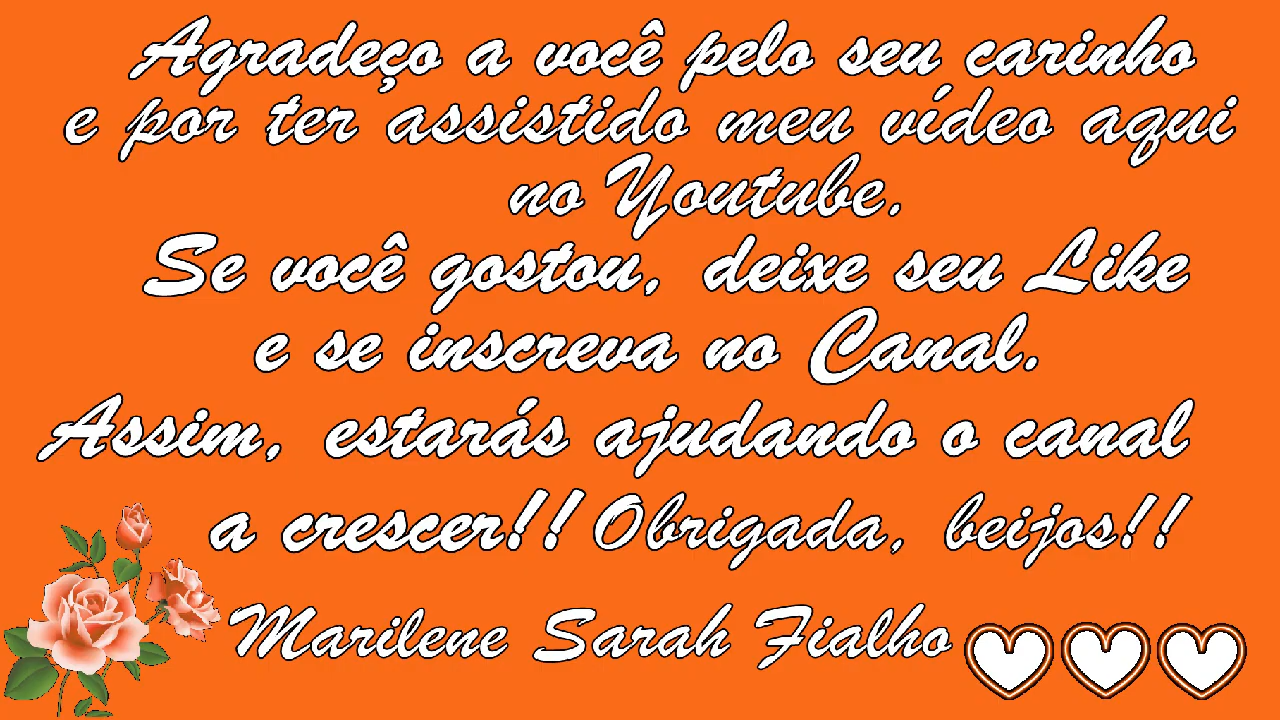 Agradeço a você pelo seu carinho
e por ter assistido meu vídeo aqui
no Youtube.
Se você gostou, deixe seu Like
e se inscreva no Canal.
Assim, estarás ajudando o canal
a crescer!! Obrigada, beijos!!
Marilene Sarah Fialho